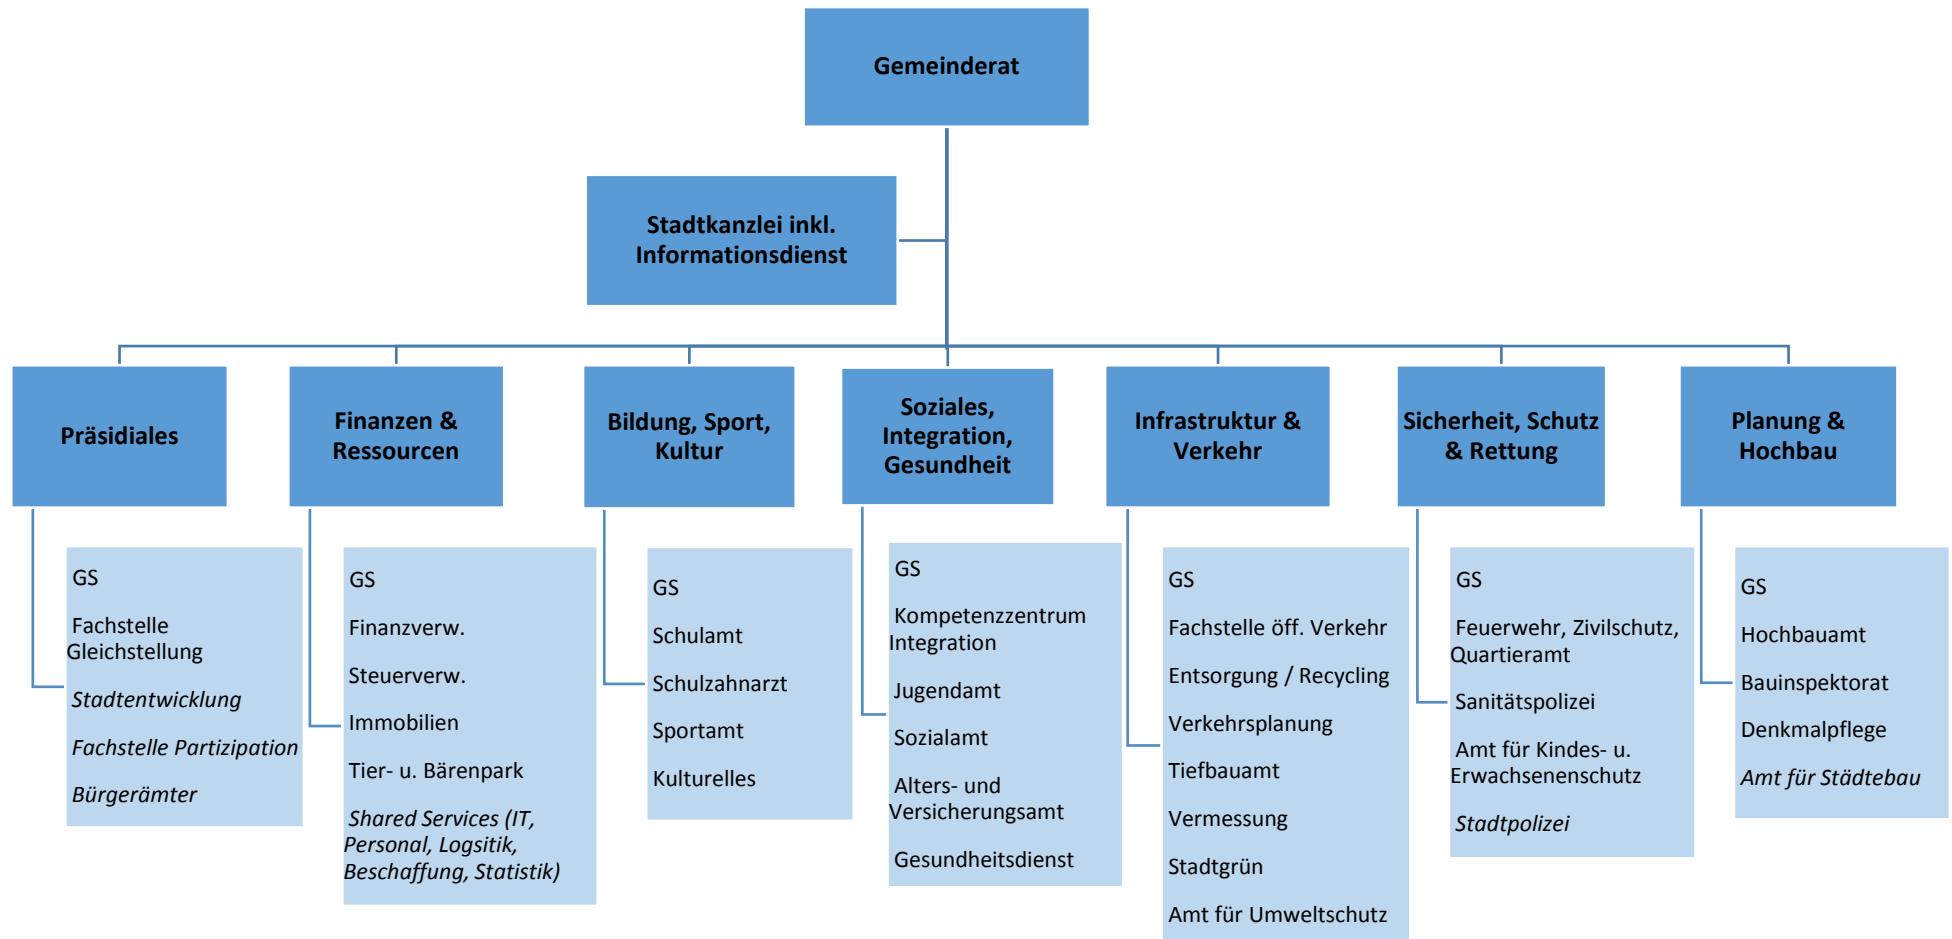 Gemeinderat
Stadtkanzlei inkl.
Informationsdienst
Präsidiales
Finanzen &
Ressourcen
Bildung, Sport,
Kultur
Soziales,
Integration,
Gesundheit
Infrastruktur &
Verkehr
Sicherheit, Schutz
& Rettung
Planung &
Hochbau
GS
Fachstelle
Gleichstellung
Stadtentwicklung
Fachstelle Partizipation
Bürgerämter
GS
Finanzverw.
Steuerverw.
Immobilien
Tier- u. Bärenpark
Shared Services (IT,
Personal, Logsitik,
Beschaffung, Statistik)
GS
Schulamt
Schulzahnarzt
Sportamt
Kulturelles
GS
Kompetenzzentrum
Integration
Jugendamt
Sozialamt
Alters- und
Versicherungsamt
Gesundheitsdienst
GS
Fachstelle öff. Verkehr
Entsorgung / Recycling
Verkehrsplanung
Tiefbauamt
Vermessung
Stadtgrün
Amt für Umweltschutz
GS
Feuerwehr, Zivilschutz,
Quartieramt
Sanitätspolizei
Amt für Kindes- u.
Erwachsenenschutz
Stadtpolizei
GS
Hochbauamt
Bauinspektorat
Denkmalpflege
Amt für Städtebau